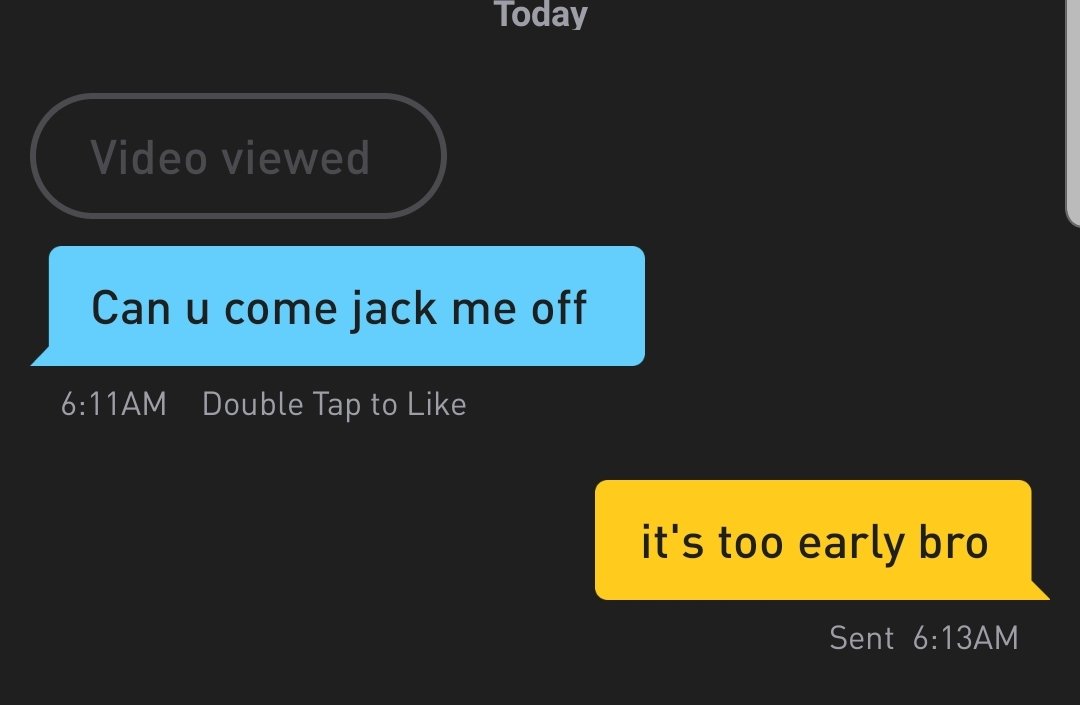 Today
Video viewed
Can u come jack me off
6:11AM Double Tap to Like
it's too early bro
Sent 6:13AM